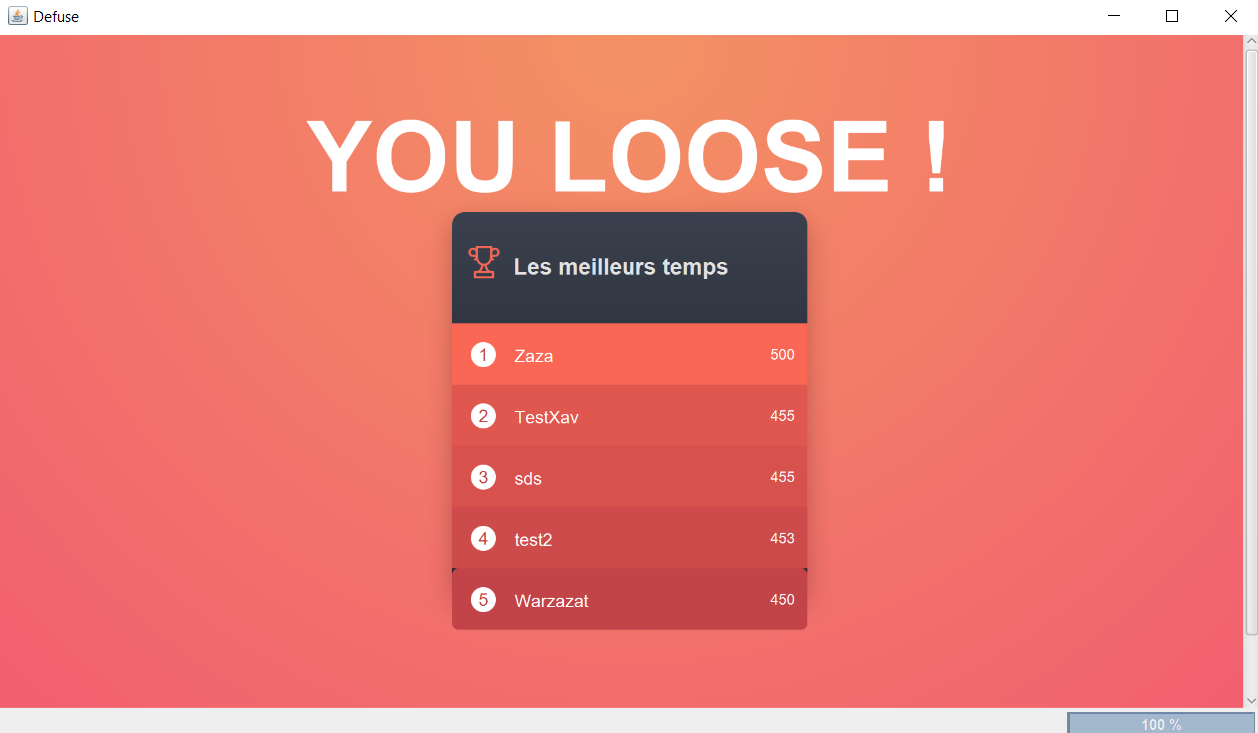 Defuse
YOU LOOSE !
Les meilleurs temps
1 Zaza 500
2 TestXav 455
3 sds 455
4 test2 453
5 Warzazat 450
100 %